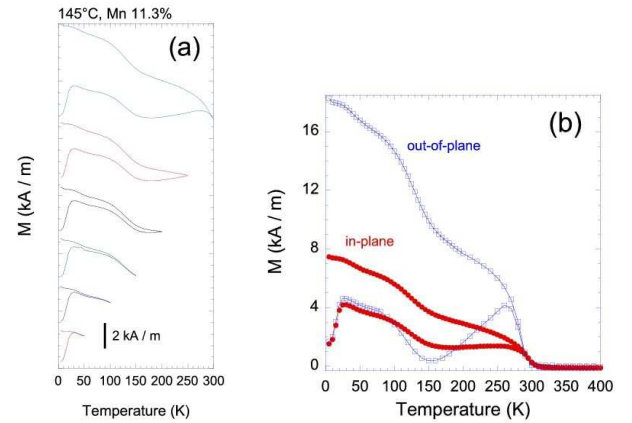 145°C, Mn 11.3%
(a)
M (kA / m)
2 kA / m
0 50 100 150 200 250 300
Temperature (K)
(b)
16
12
8
4
0
M (kA / m)
out-of-plane
in-plane
0 50 100 150 200 250 300 350 400
Temperature (K)